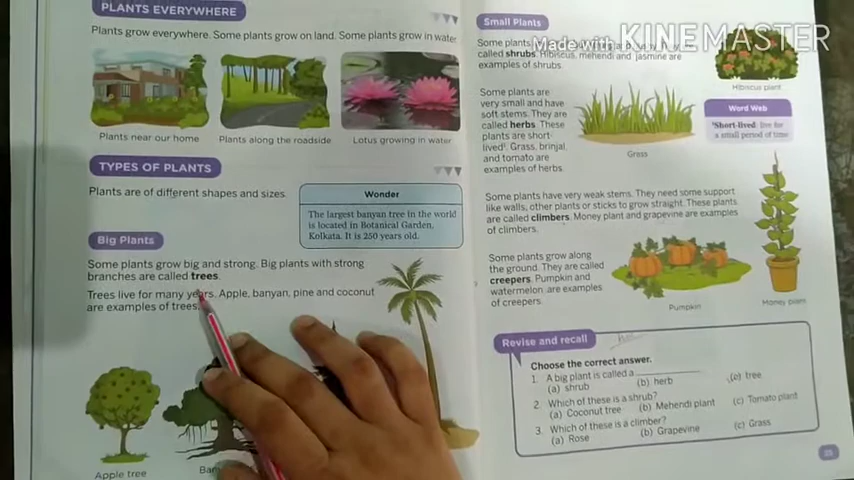 PLANTS EVERYWHERE
Plants grow everywhere. Some plants grow on land. Some plants grow in water.
Plants near our home
Plants along the roadside
Lotus growing in water
TYPES OF PLANTS
Plants are of different shapes and sizes.
Wonder
The largest banyan tree in the world
is located in Botanical Garden,
Kolkata. It is 250 years old.
Big Plants
Some plants grow big and strong. Big plants with strong
branches are called trees.
Trees live for many years. Apple, banyan, pine and coconut
are examples of trees.
Apple tree
Small Plants
Some plants
called shrubs. Hibiscus, mehendi and jasmine are
examples of shrubs.
Hibiscus plant
Some plants are
very small and have
soft stems. They are
called herbs. These
plants are short-
lived. Grass, brinjal
and tomato are
examples of herbs.
Grass
Word Web
Short-lived: live for
a small period of time
Some plants have very weak stems. They need some support
like walls, other plants or sticks to grow straight. These plants
are called climbers. Money plant and grapevine are examples
of climbers.
Some plants grow along
the ground. They are called
creepers. Pumpkin and
watermelon are examples
of creepers.
Pumpkin
Money plant
Revise and recall
Choose the correct answer.
1. A big plant is called a
(a) shrub (b) herb (c) tree
2. Which of these is a shrub?
(a) Coconut tree (b) Mehendi plant (c) Tomato plant
3. Which of these is a climber?
(a) Rose (b) Grapevine (c) Grass
Made with KINEMASTER